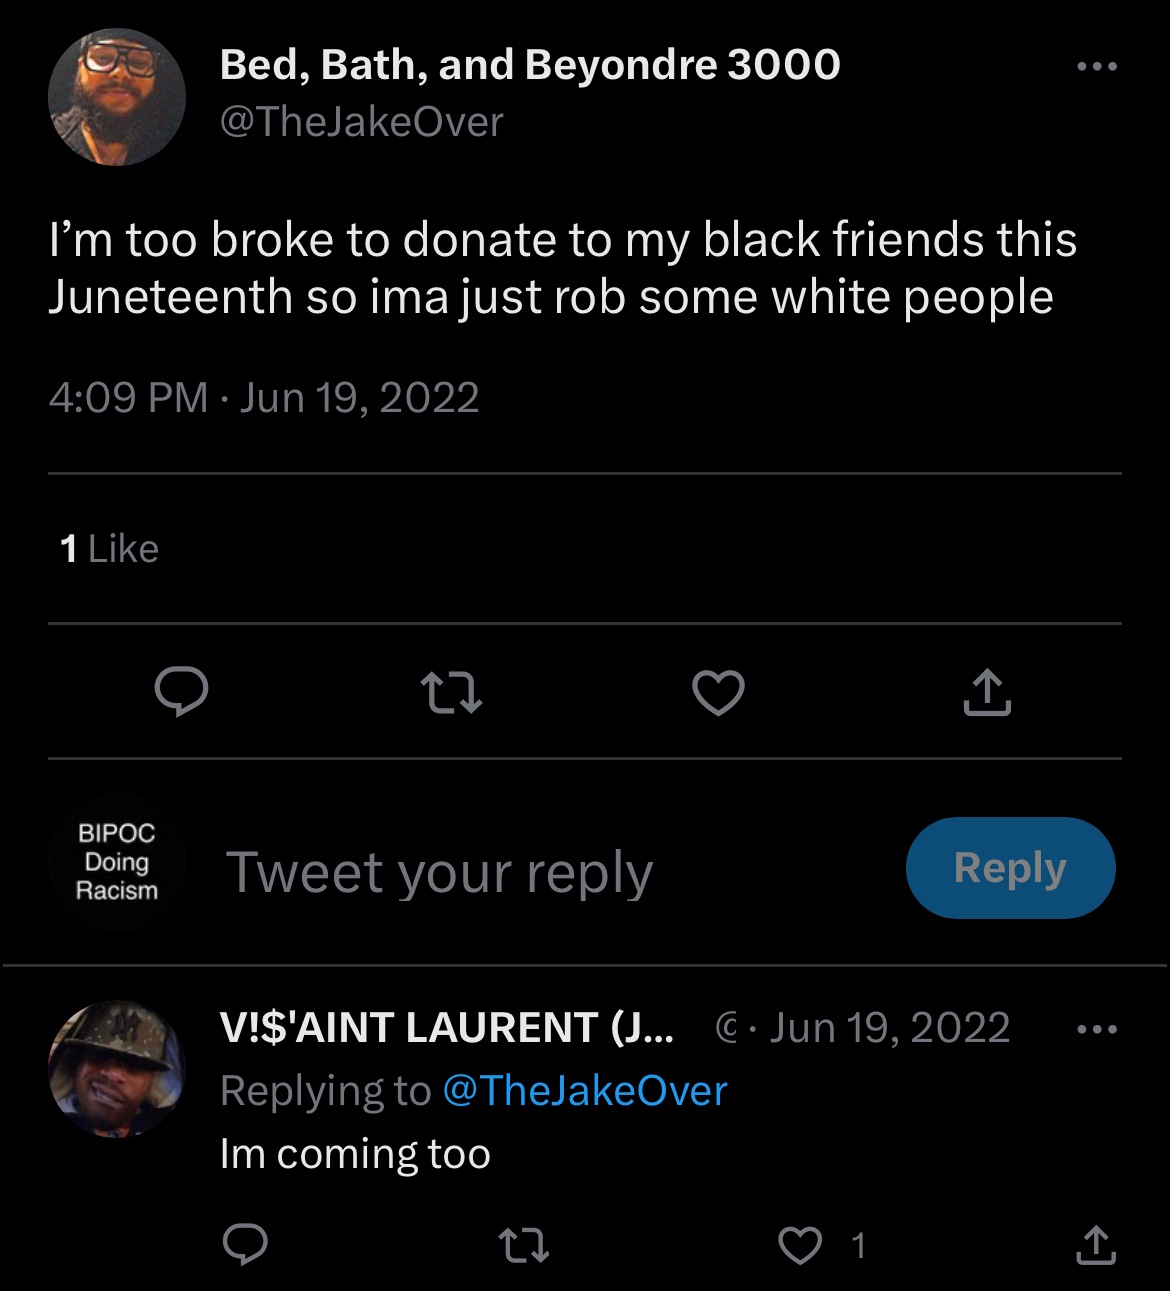 Bed, Bath, and Beyondre 3000
@TheJakeOver
I’m too broke to donate to my black friends this
Juneteenth so ima just rob some white people
4:09 PM · Jun 19, 2022
1 Like
BIPOC
Doing
Racism
Tweet your reply
Reply
V!$'AINT LAURENT (J... @ · Jun 19, 2022
Replying to @TheJakeOver
Im coming too
1